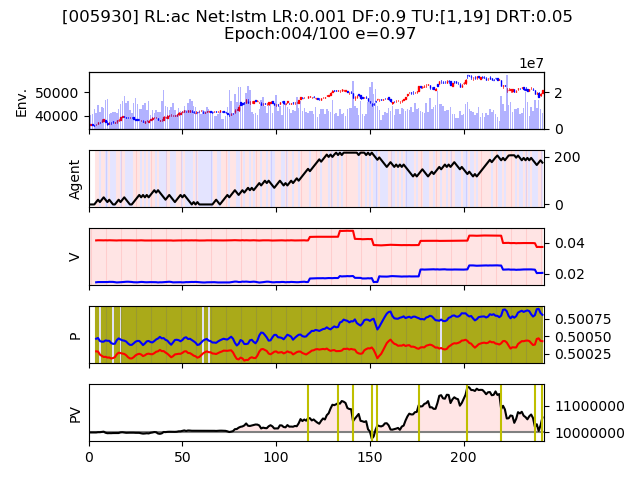 [005930] RL:ac Net:lstm LR:0.001 DF:0.9 TU:[1,19] DRT:0.05
Epoch:004/100 e=0.97
1e7
Env.
50000
40000
2
0
Agent
200
0
V
0.04
0.02
P
0.50075
0.50050
0.50025
PV
11000000
10000000
0 50 100 150 200